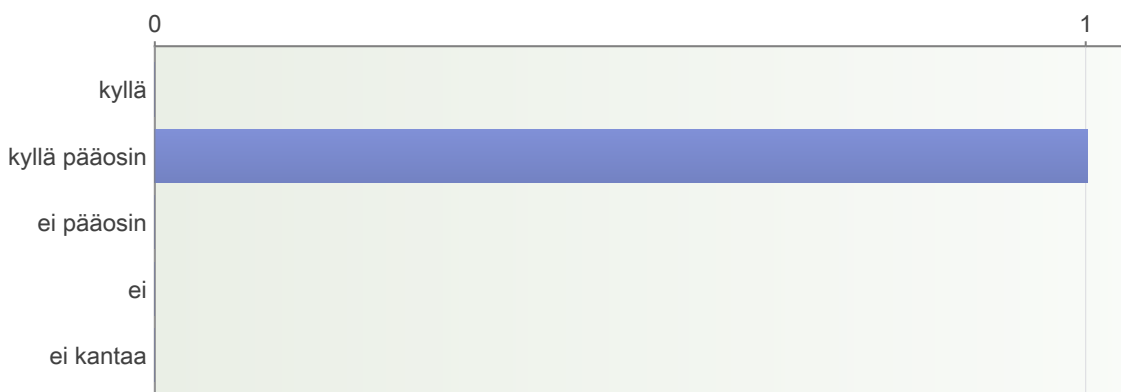 0 1
kyllä
kyllä pääosin
ei pääosin
ei
ei kantaa